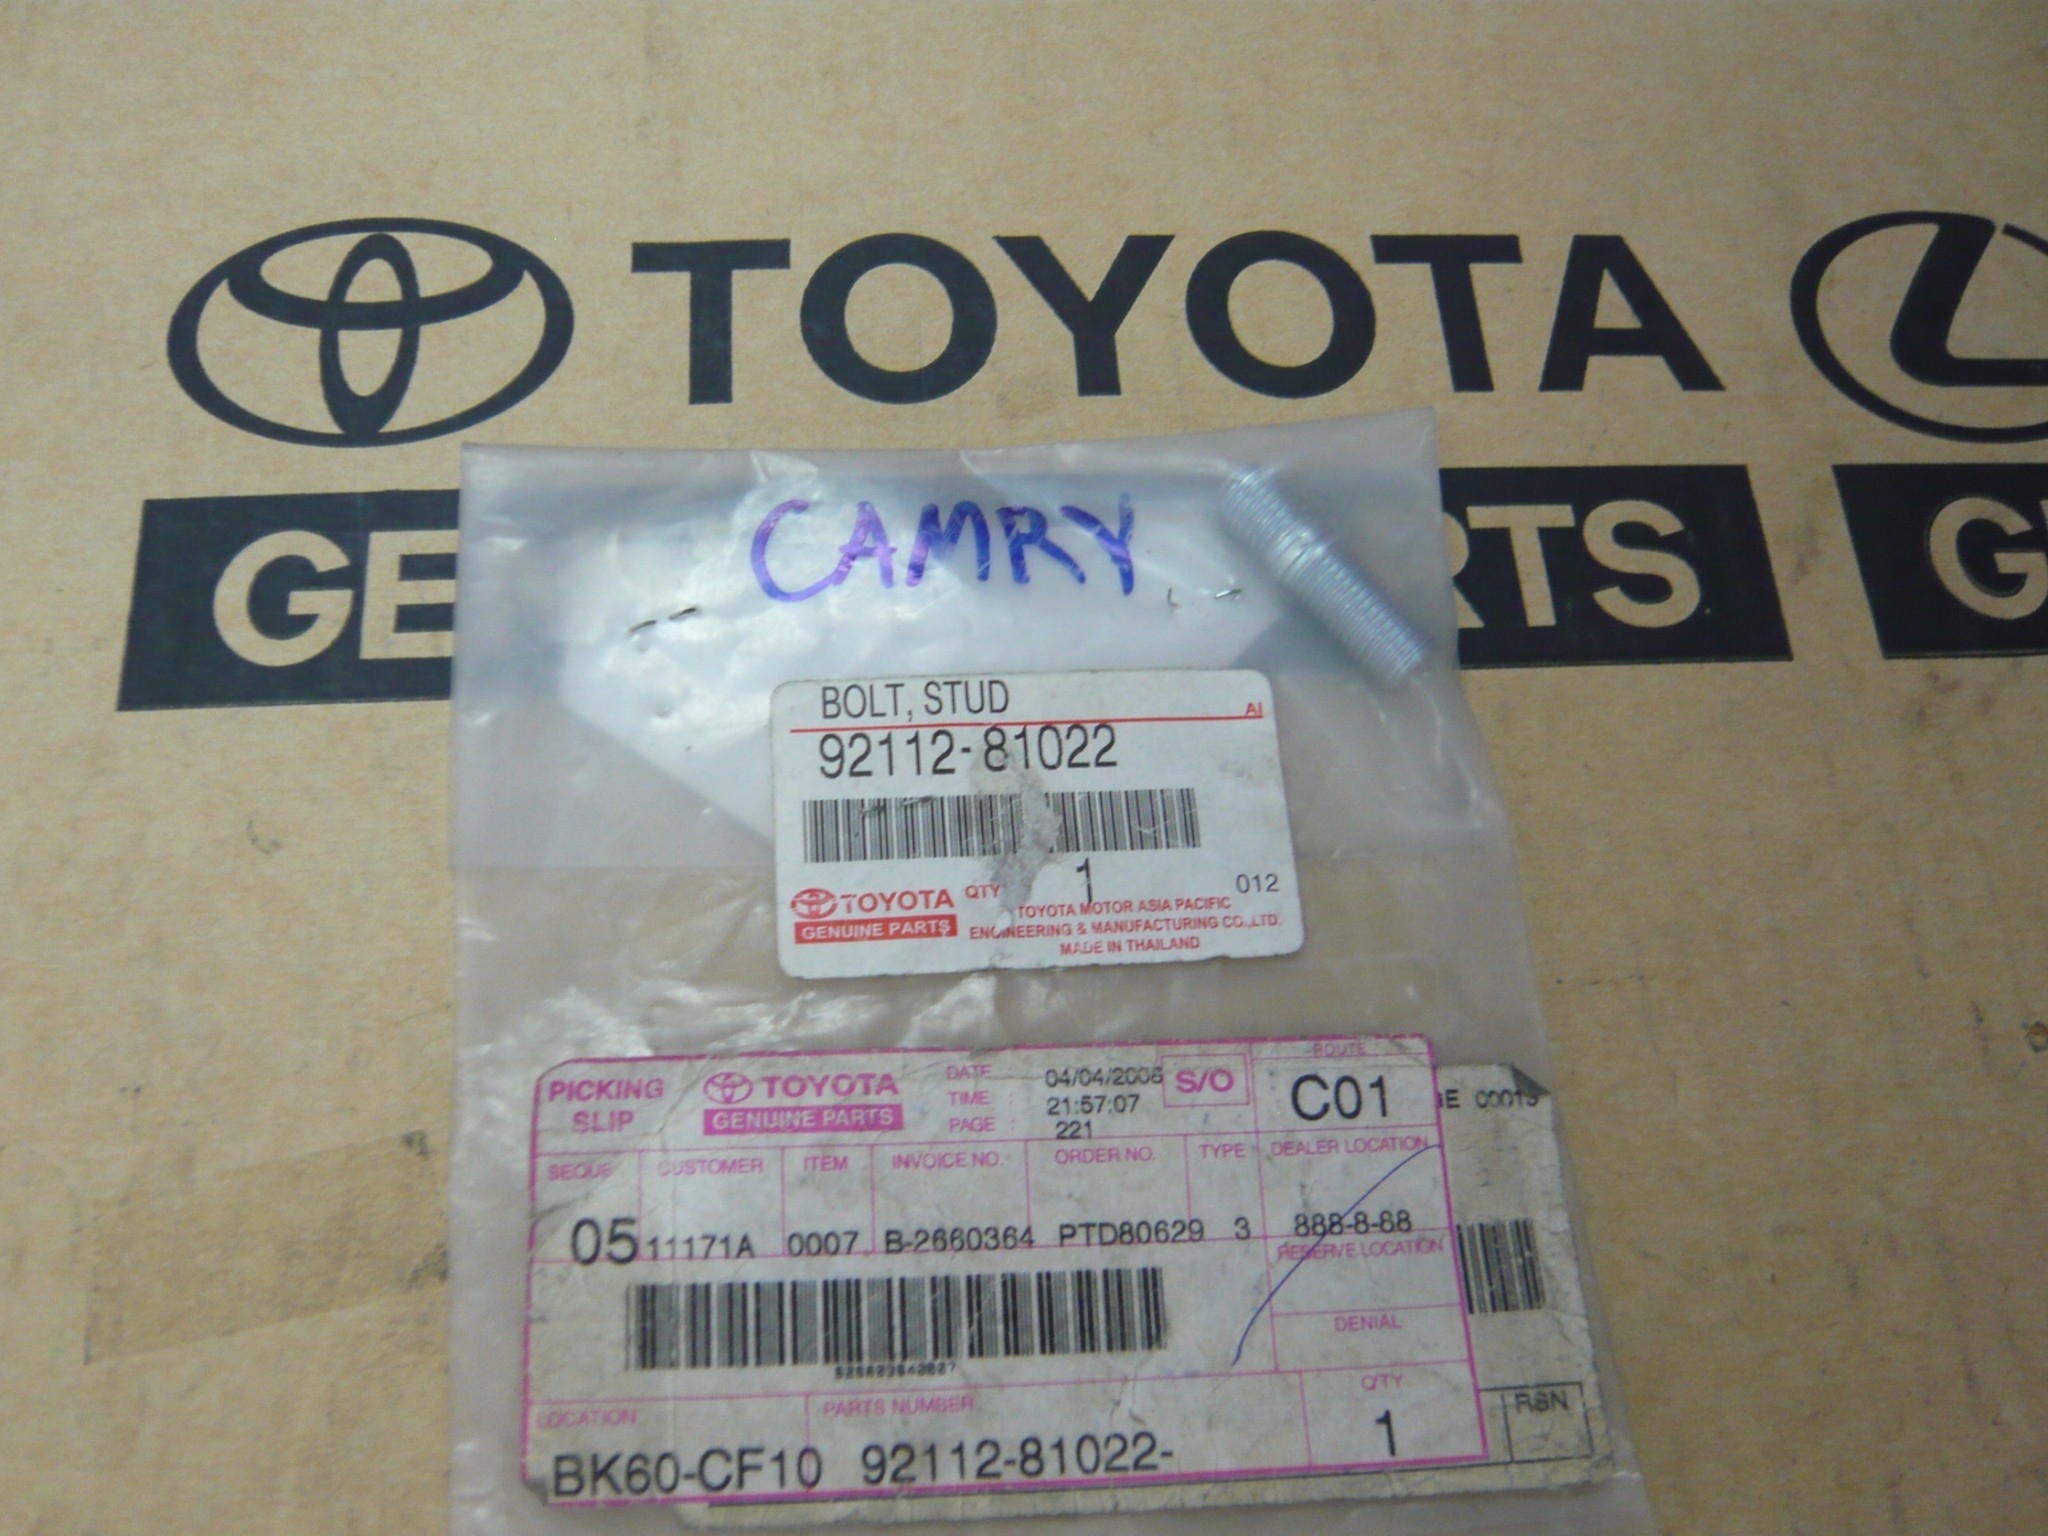 TOYOTA
GE
RTS
G
CAMRY
BOLT, STUD
AI
92112-81022
QTY 1
012
TOYOTA
GENUINE PARTS
TOYOTA MOTOR ASIA PACIFIC
ENGINEERING & MANUFACTURING CO.,LTD.
MADE IN THAILAND
PICKING
SLIP
TOYOTA
GENUINE PARTS
DATE : 04/04/2008
TIME : 21:57:07
PAGE : 221
S/O
ROUTE
C01
SEQUE CUSTOMER ITEM INVOICE NO. ORDER NO. TYPE DEALER LOCATION
05 11171A 0007 B-2660364 PTD80629 3 888-8-88
RESERVE LOCATION
DENIAL
LOCATION PARTS NUMBER Q'TY
BK60-CF10 92112-81022- 1
RSN